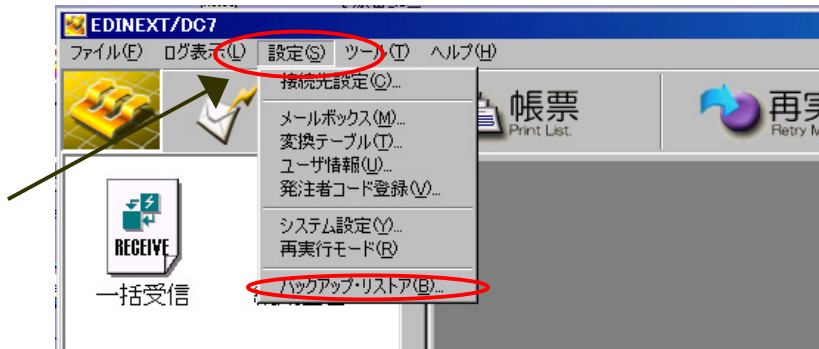 EDINEXT/DC7
ファイル(F) ログ表示(L) 設定(S) ツール(T) ヘルプ(H)
接続先設定(C)...
メールボックス(M)...
変換テーブル(T)...
ユーザ情報(U)...
発注者コード登録(V)...
システム設定(Y)...
再実行モード(R)
バックアップ・リストア(B)...
帳票
Print List.
再実
Retry M
RECEIVE
一括受信